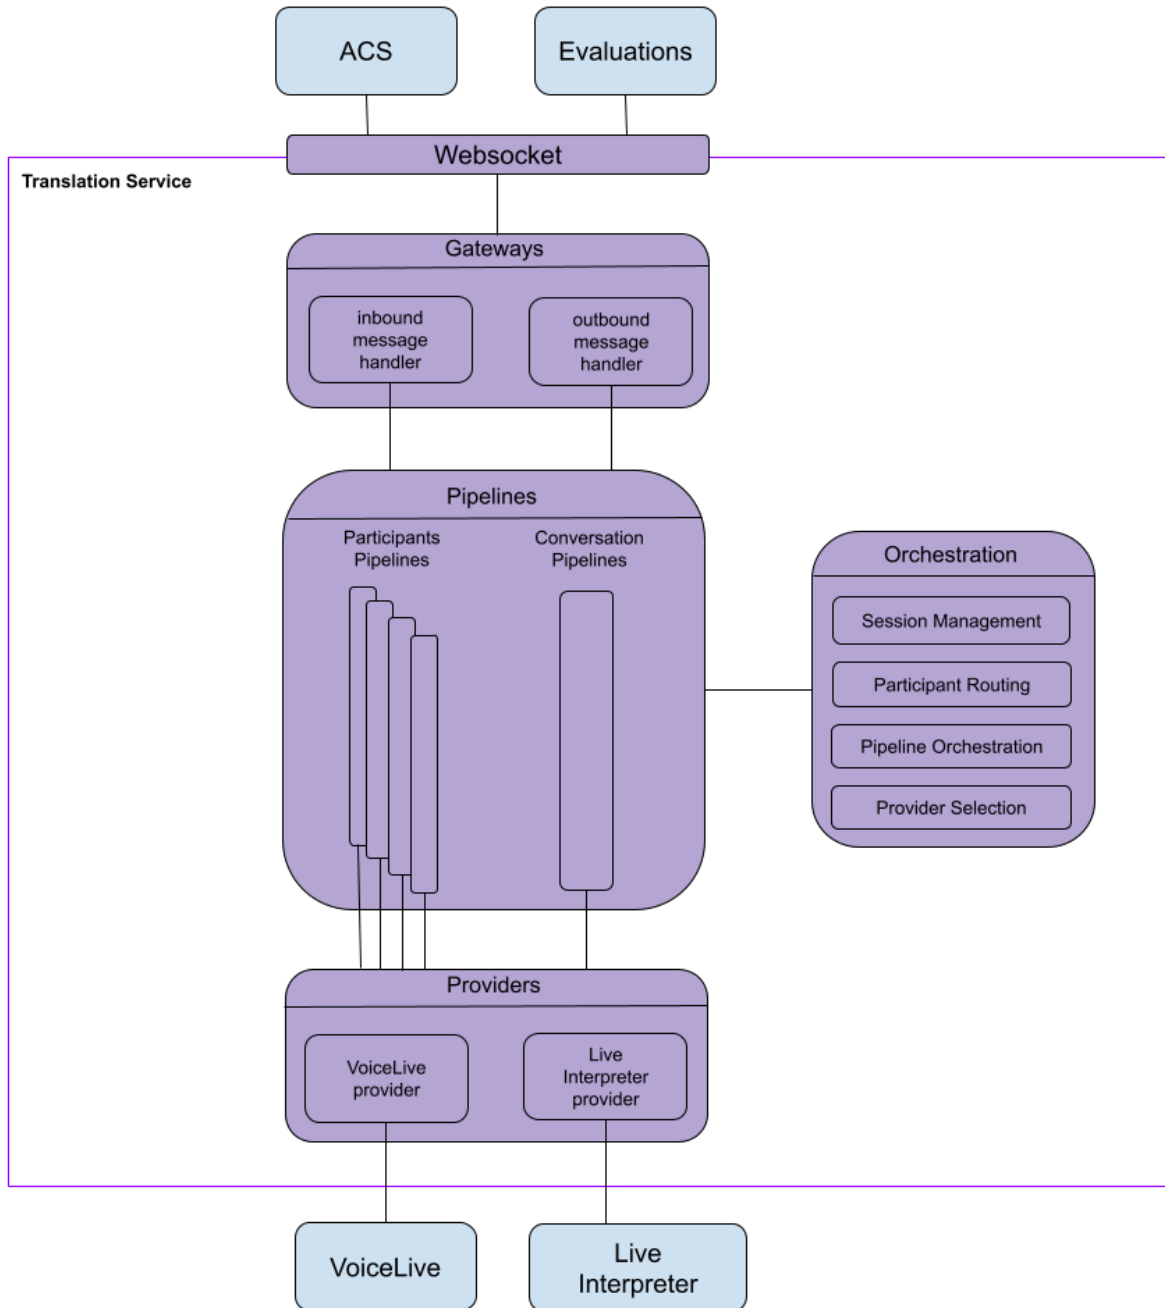 ACS
Evaluations
Websocket
Translation Service
Gateways
inbound
message
handler
outbound
message
handler
Pipelines
Participants
Pipelines
Conversation
Pipelines
Orchestration
Session Management
Participant Routing
Pipeline Orchestration
Provider Selection
Providers
VoiceLive
provider
Live
Interpreter
provider
VoiceLive
Live
Interpreter